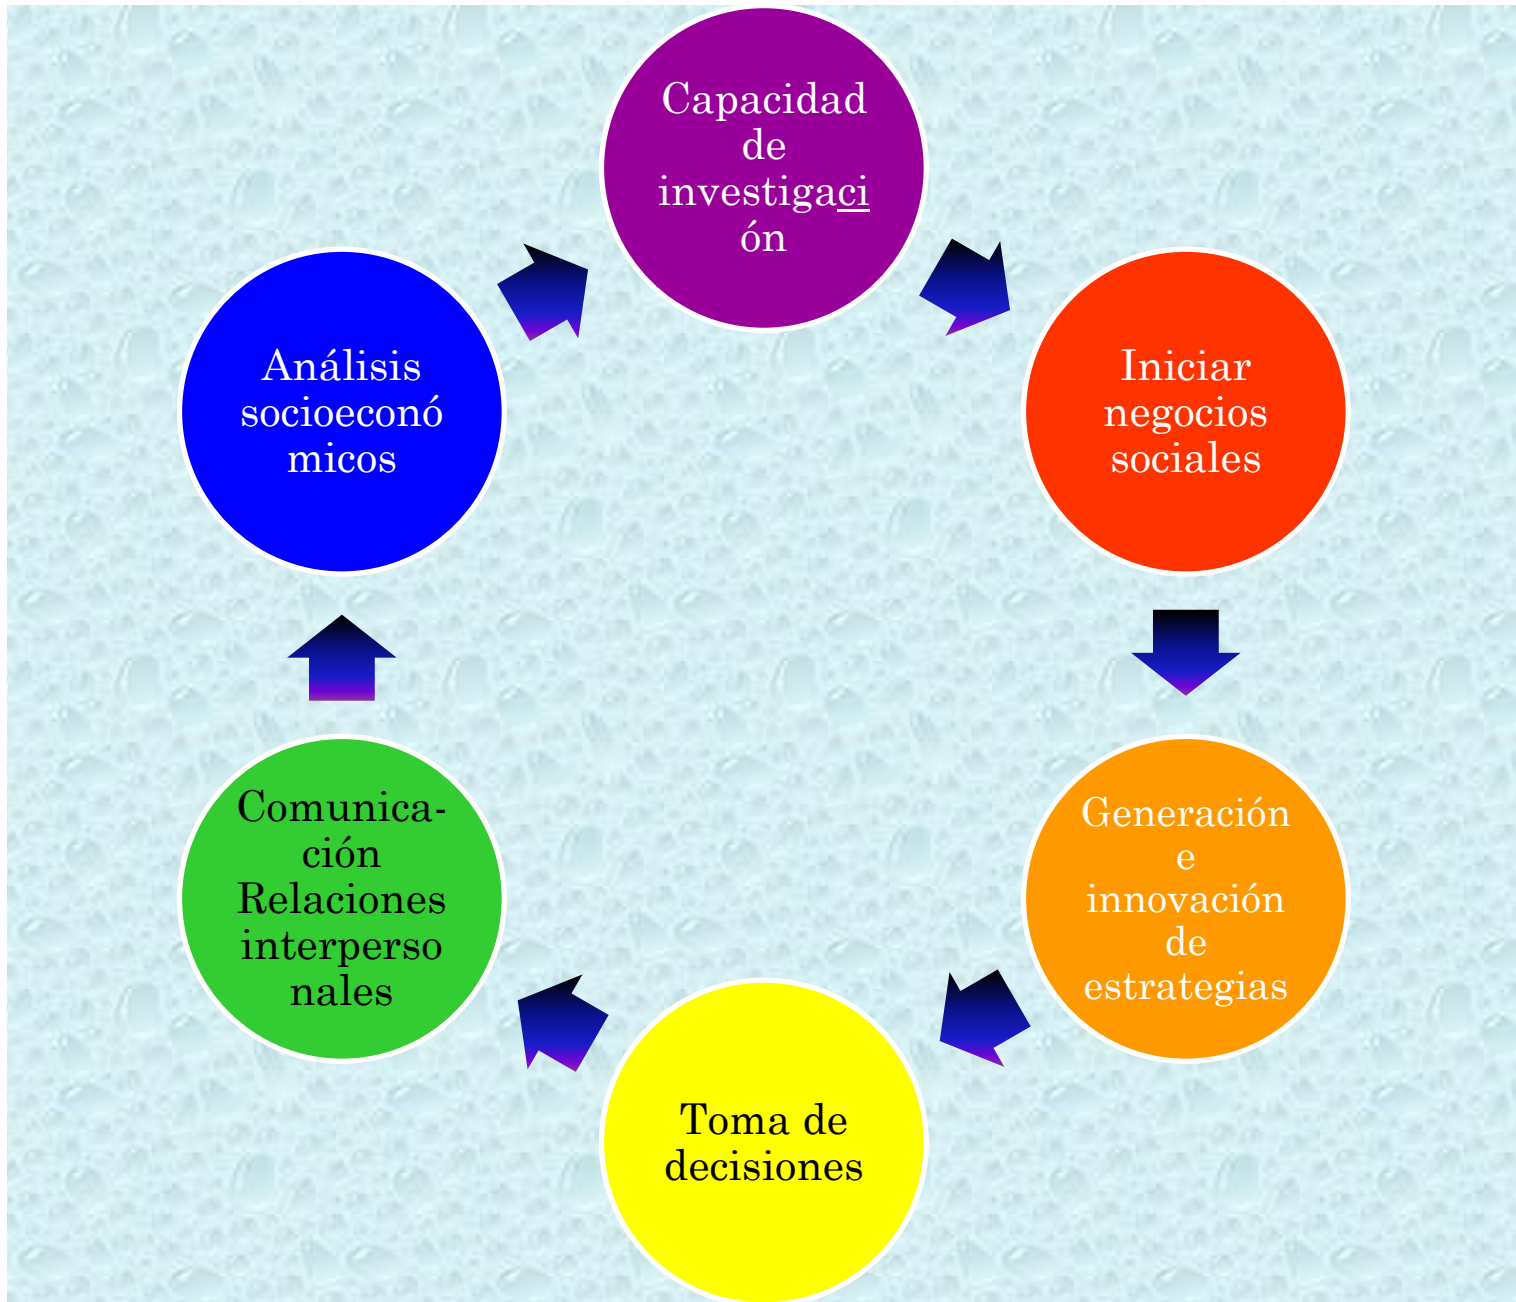 Capacidad
de
investigaci
ón
Iniciar
negocios
sociales
Generación
e
innovación
de
estrategias
Toma de
decisiones
Comunica-
ción
Relaciones
interperso
nales
Análisis
socioeconó
micos